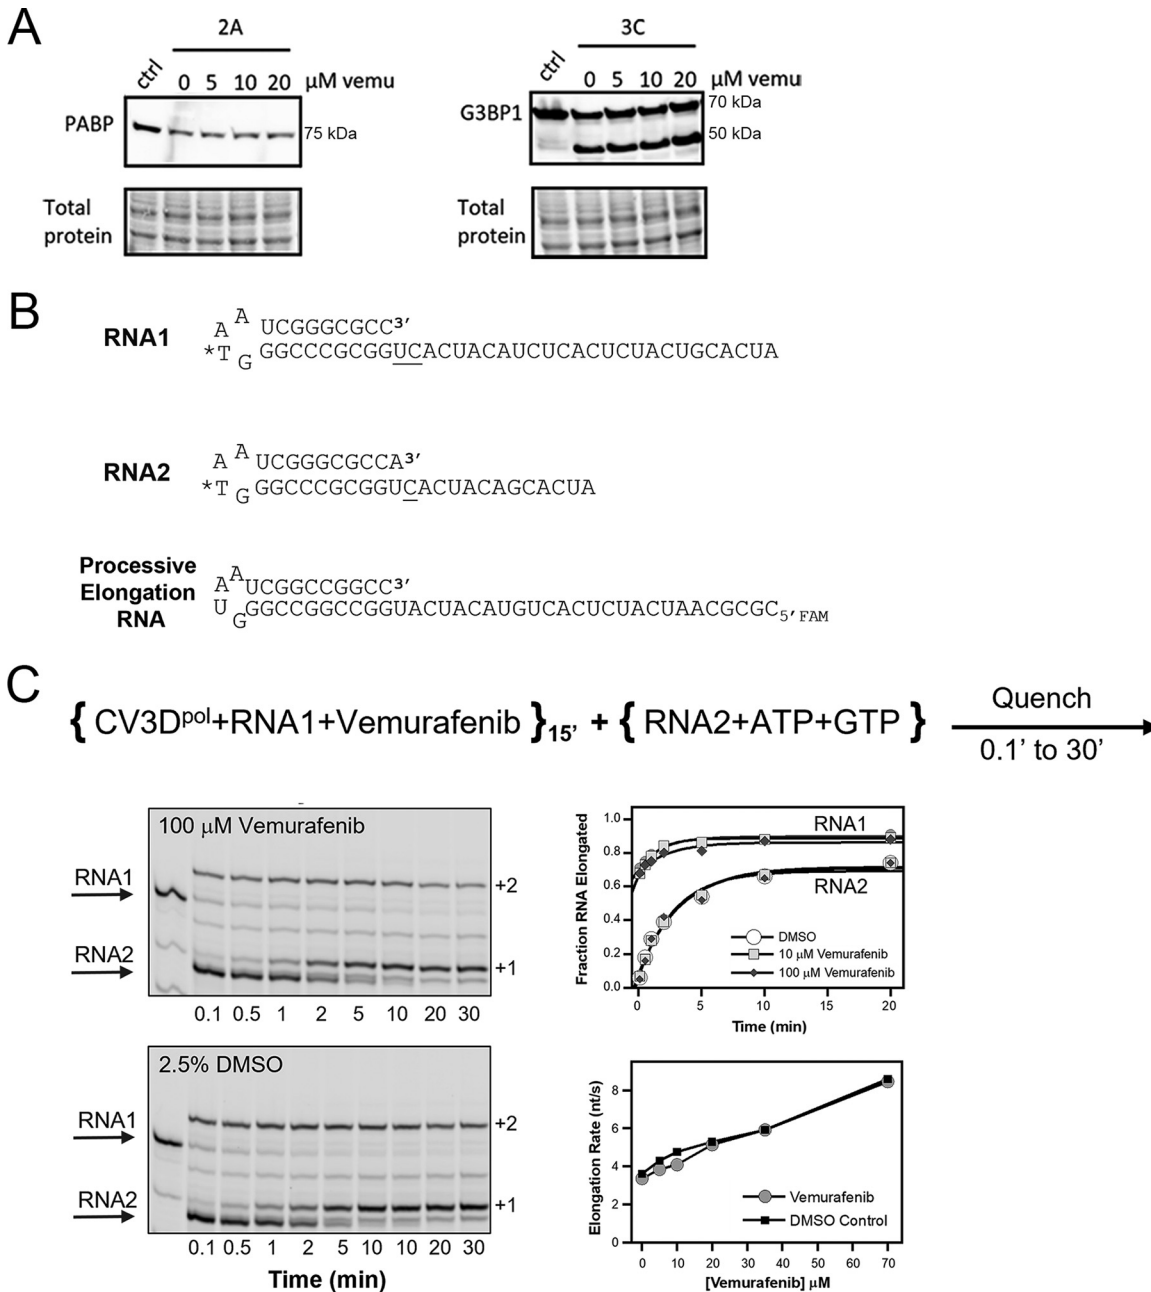 A
2A
ctrl 0 5 10 20 μM vemu
PABP
75 kDa
Total
protein
3C
ctrl 0 5 10 20 μM vemu
G3BP1
70 kDa
50 kDa
Total
protein
B
RNA1
A A UCGGGCGCC3’
*T G GGCCCGCGGUCACUACAUCUCACUCUACUGCACUA
RNA2
A A UCGGGCGCCA3’
*T G GGCCCGCGGUCACUACAGCACUA
Processive
Elongation
RNA
A A UCGGCCGGCC3’
U G GGCCGGCCGGUACUACAUGUCACUCUACUAACGCGC5’FAM
C
{ CV3Dpol+RNA1+Vemurafenib }15’ + { RNA2+ATP+GTP }
Quench
0.1’ to 30’
100 μM Vemurafenib
RNA1
RNA2
+2
+1
0.1 0.5 1 2 5 10 20 30
2.5% DMSO
RNA1
RNA2
+2
+1
0.1 0.5 1 2 5 10 10 20 30
Time (min)
Fraction RNA Elongated
1.0
0.8
0.6
0.4
0.2
0.0
RNA1
RNA2
DMSO
10 μM Vemurafenib
100 μM Vemurafenib
0 5 10 15 20
Time (min)
Elongation Rate (nt/s)
8
6
4
2
0
Vemurafenib
DMSO Control
0 10 20 30 40 50 60 70
[Vemurafenib] μM